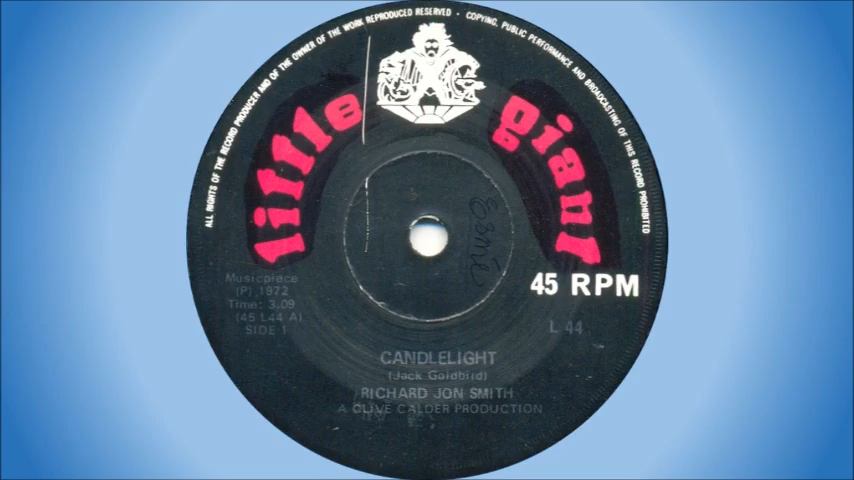 ALL RIGHTS OF THE RECORD PRODUCER AND OF THE OWNER OF THE WORK REPRODUCED RESERVED • COPYING, PUBLIC PERFORMANCE AND BROADCASTING OF THIS RECORD PROHIBITED
little giant
Esmé
45 RPM
Musicpiece
(P) 1972
Time: 3.09
(45 L44 A)
SIDE 1
L 44
CANDLELIGHT
(Jack Goldbird)
RICHARD JON SMITH
A CLIVE CALDER PRODUCTION